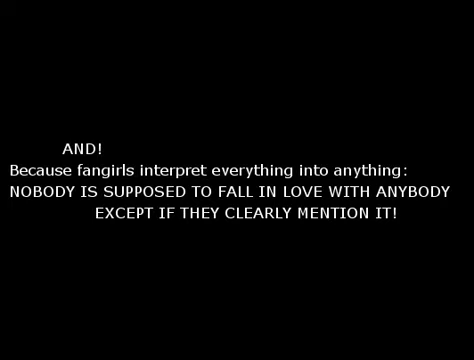 AND!
Because fangirls interpret everything into anything:
NOBODY IS SUPPOSED TO FALL IN LOVE WITH ANYBODY
EXCEPT IF THEY CLEARLY MENTION IT!